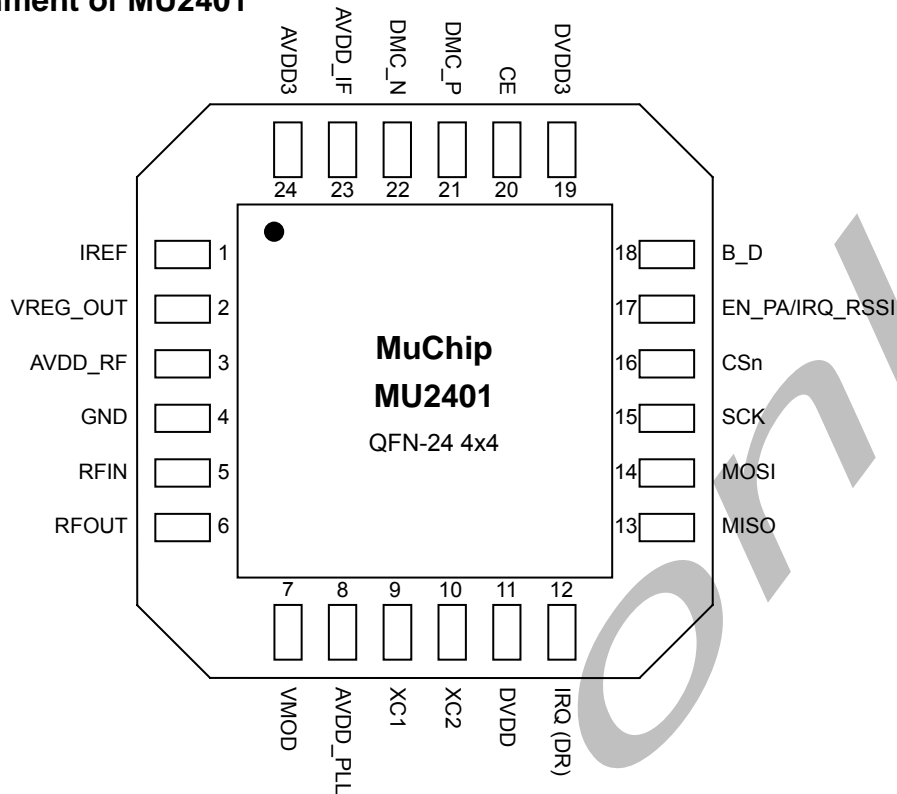 nment of MU2401
AVDD3
AVDD_IF
DMC_N
DMC_P
CE
DVDD3
24 23 22 21 20 19
IREF 1
VREG_OUT 2
AVDD_RF 3
GND 4
RFIN 5
RFOUT 6
MuChip
MU2401
QFN-24 4x4
18 B_D
17 EN_PA/IRQ_RSSI
16 CSn
15 SCK
14 MOSI
13 MISO
7 8 9 10 11 12
VMOD
AVDD_PLL
XC1
XC2
DVDD
IRQ (DR)
on